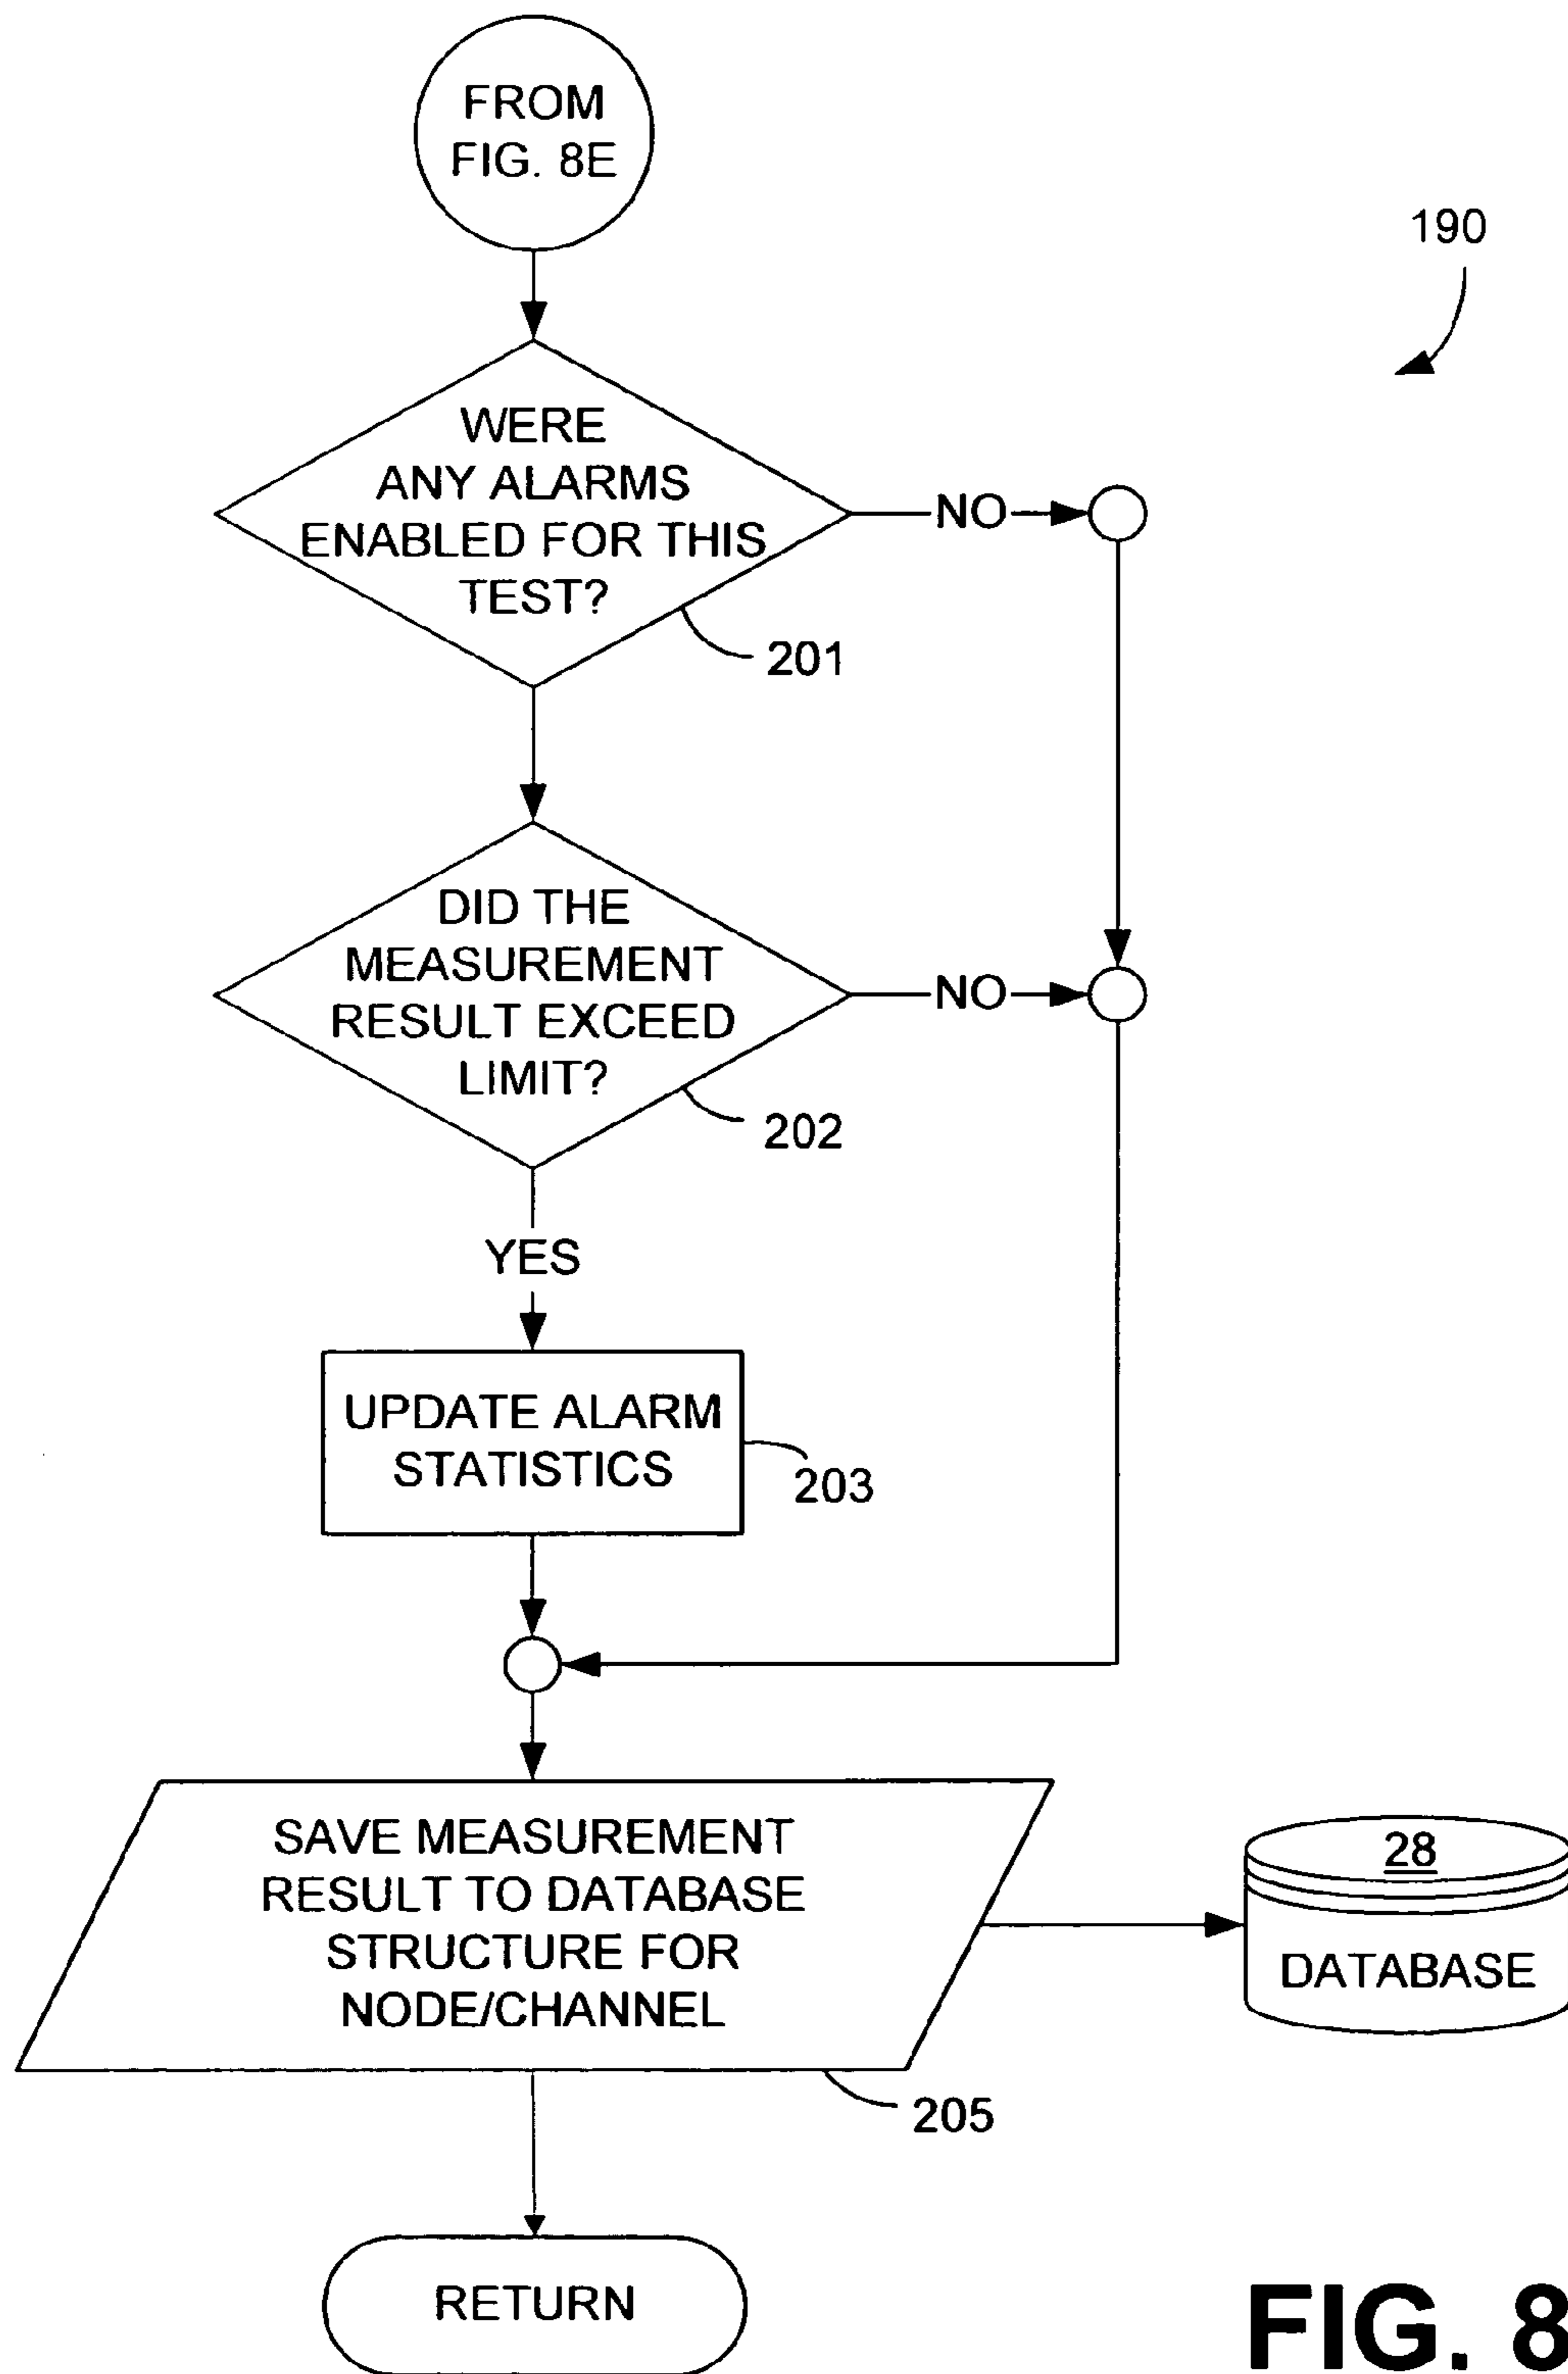 FROM
FIG. 8E
190
WERE
ANY ALARMS
ENABLED FOR THIS
TEST?
NO
201
DID THE
MEASUREMENT
RESULT EXCEED
LIMIT?
NO
202
YES
UPDATE ALARM
STATISTICS
203
SAVE MEASUREMENT
RESULT TO DATABASE
STRUCTURE FOR
NODE/CHANNEL
28
DATABASE
205
RETURN
FIG. 8